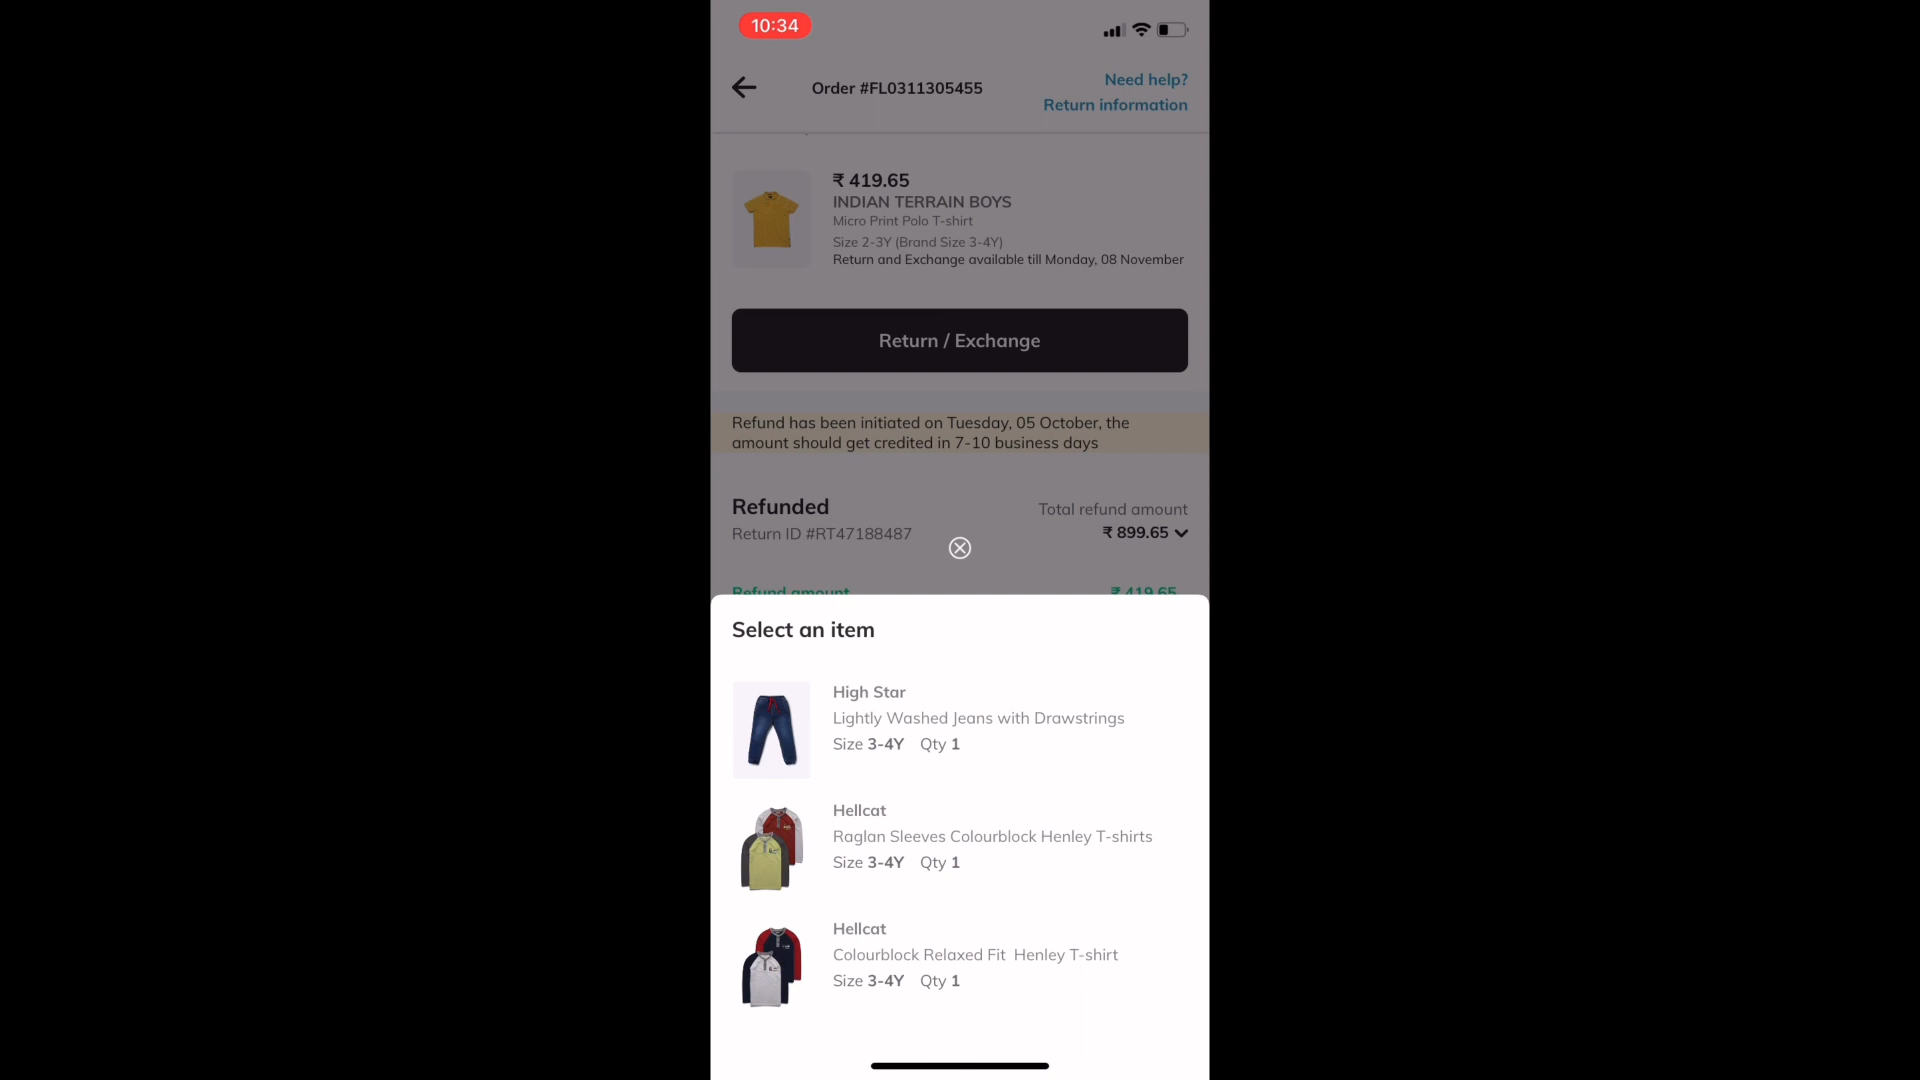 10:34
Order #FL0311305455
Need help?
Return information
₹ 419.65
INDIAN TERRAIN BOYS
Micro Print Polo T-shirt
Size 2-3Y (Brand Size 3-4Y)
Return and Exchange available till Monday, 08 November
Return / Exchange
Refund has been initiated on Tuesday, 05 October, the
amount should get credited in 7-10 business days
Refunded
Total refund amount
Return ID #RT47188487
₹ 899.65
Refund amount
₹ 419.65
Select an item
High Star
Lightly Washed Jeans with Drawstrings
Size 3-4Y Qty 1
Hellcat
Raglan Sleeves Colourblock Henley T-shirts
Size 3-4Y Qty 1
Hellcat
Colourblock Relaxed Fit Henley T-shirt
Size 3-4Y Qty 1